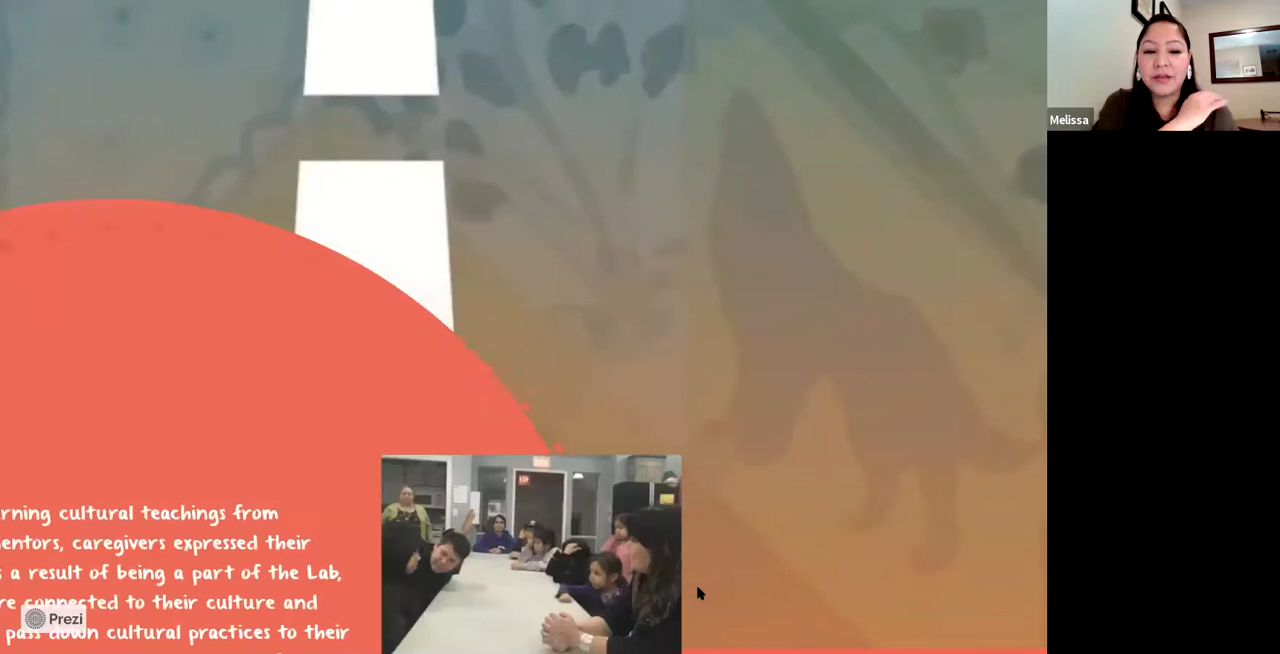 Melissa
rning cultural teachings from
entors, caregivers expressed their
s a result of being a part of the Lab,
re connected to their culture and
pass down cultural practices to their
Prezi